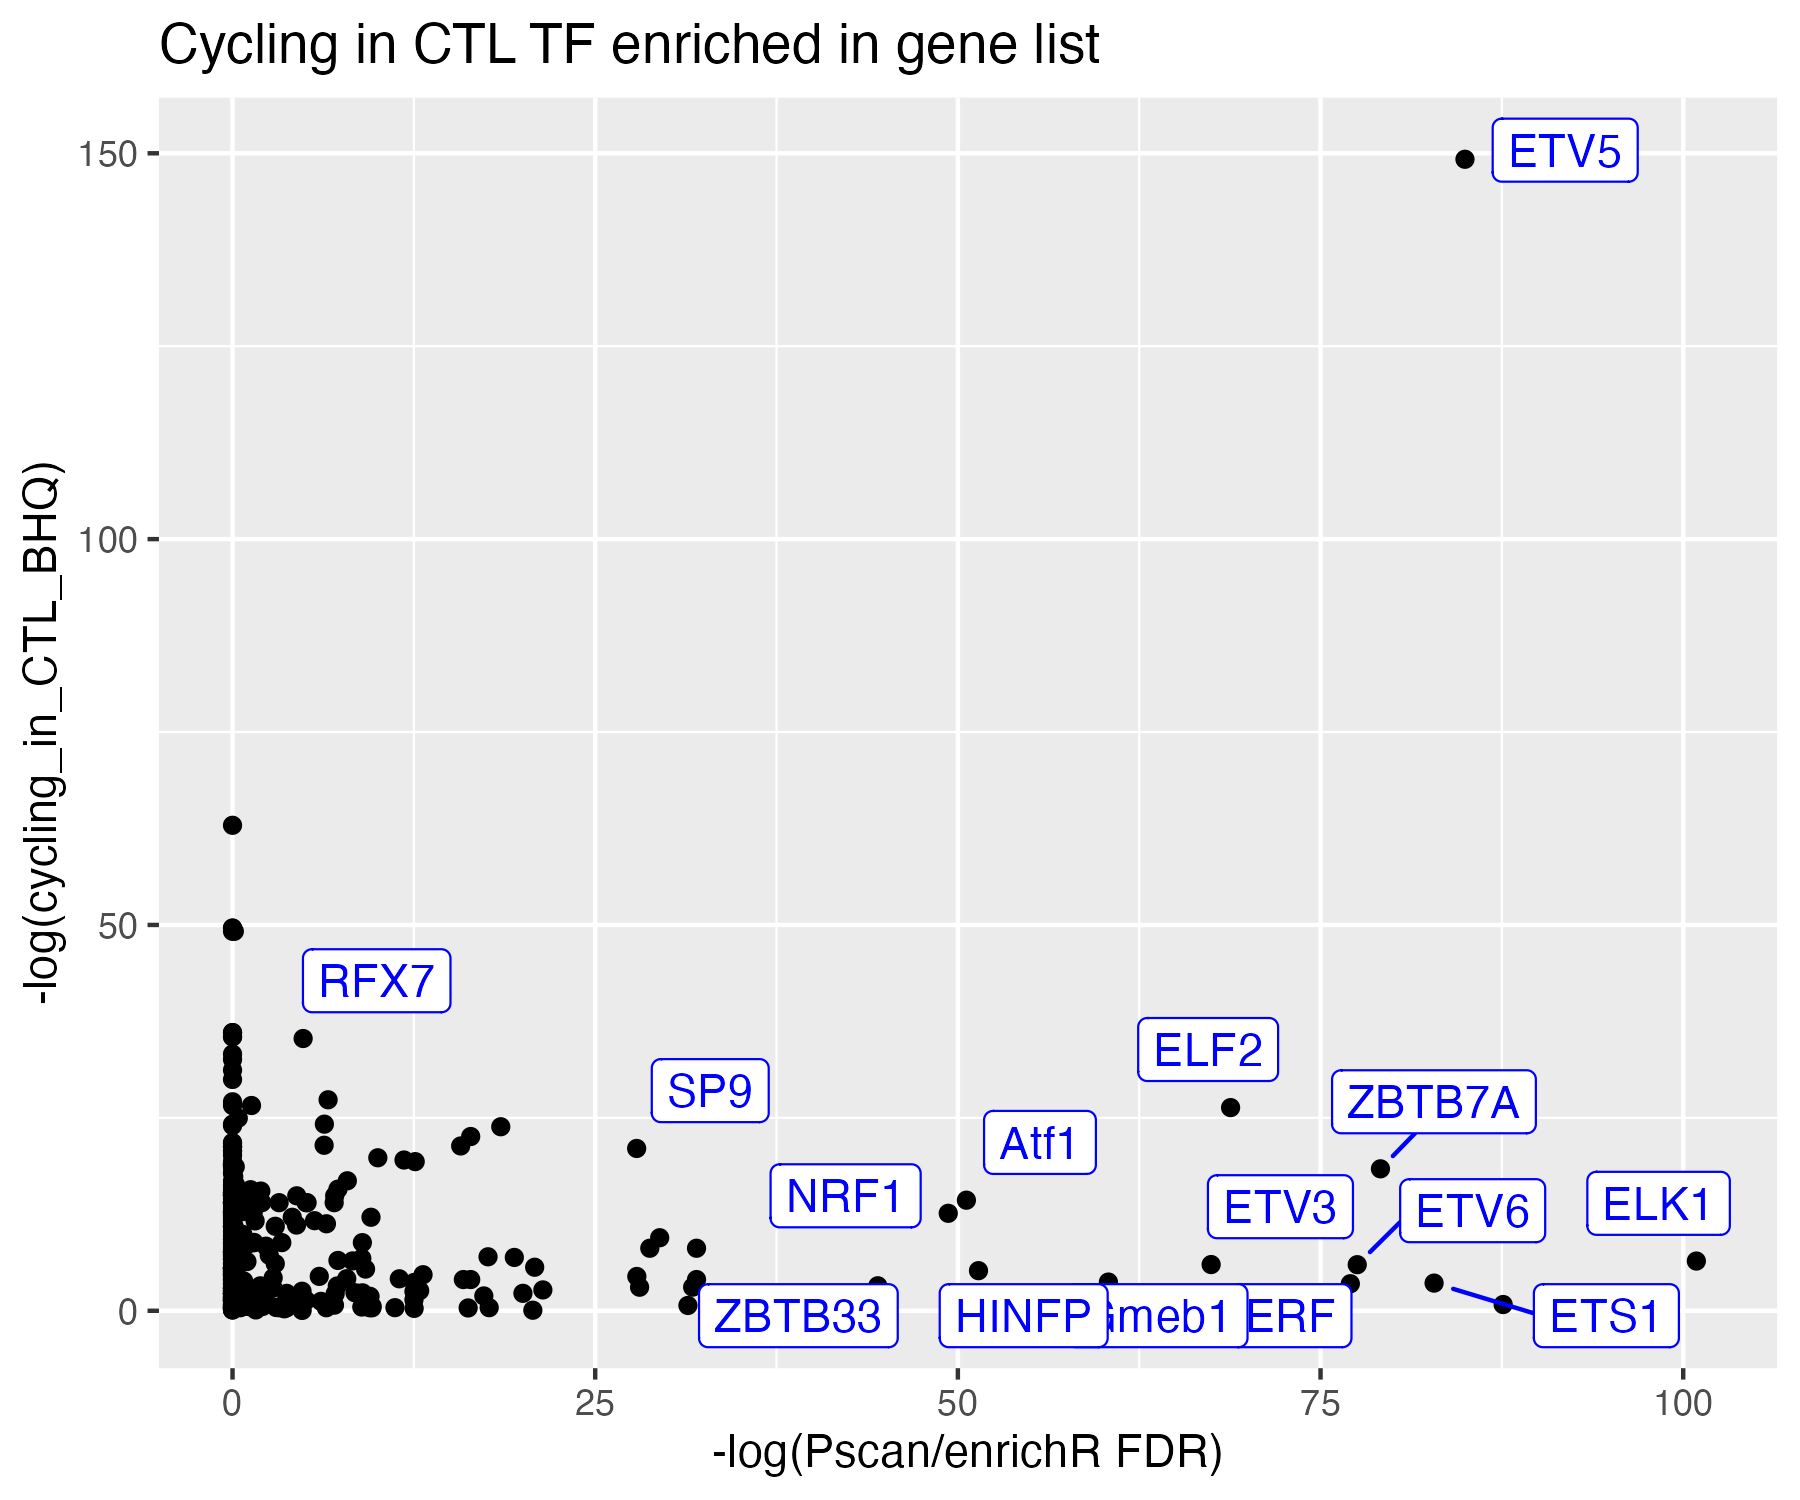 Cycling in CTL TF enriched in gene list
ETV5
150
100
-log(cycling_in_CTL_BHQ)
50
RFX7
ELF2
SP9
ZBTB7A
Atf1
NRF1
ETV3
ETV6
ELK1
0
ZBTB33
HINFP
Gmeb1
ERF
ETS1
0 25 50 75 100
-log(Pscan/enrichR FDR)